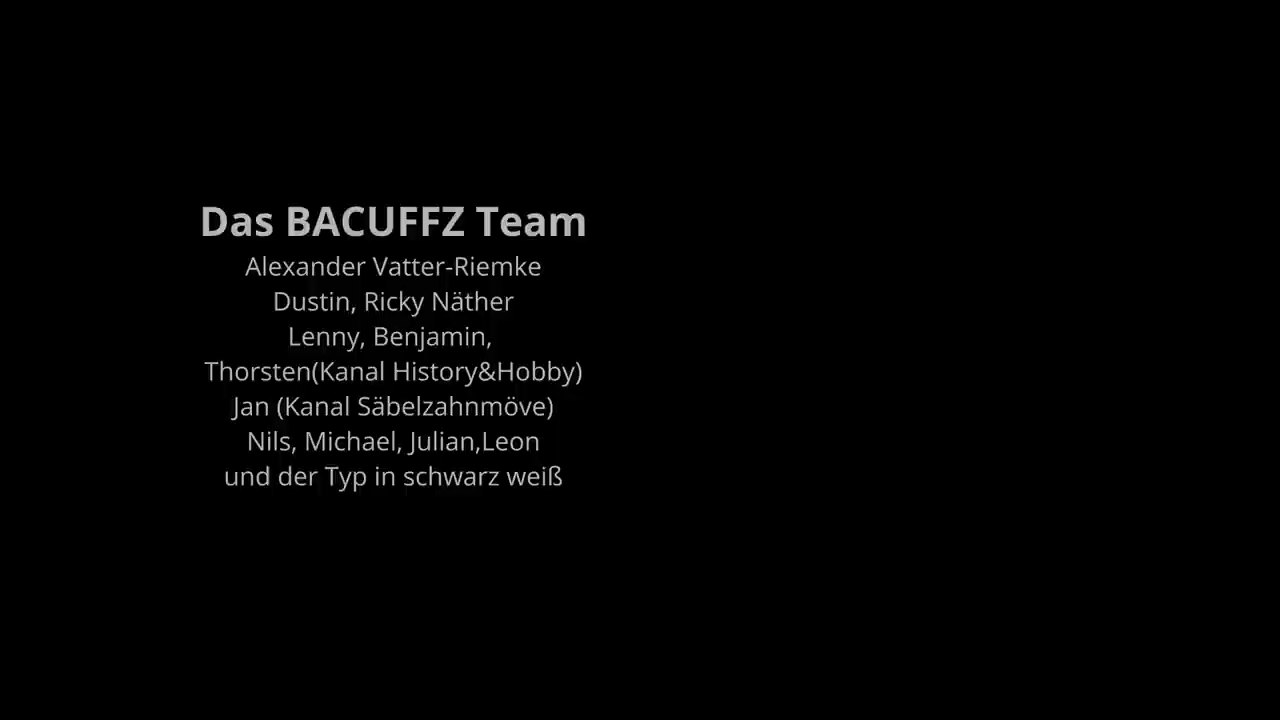 Das BACUFFZ Team
Alexander Vatter-Riemke
Dustin, Ricky Näther
Lenny, Benjamin,
Thorsten(Kanal History&Hobby)
Jan (Kanal Säbelzahnmöve)
Nils, Michael, Julian,Leon
und der Typ in schwarz weiß